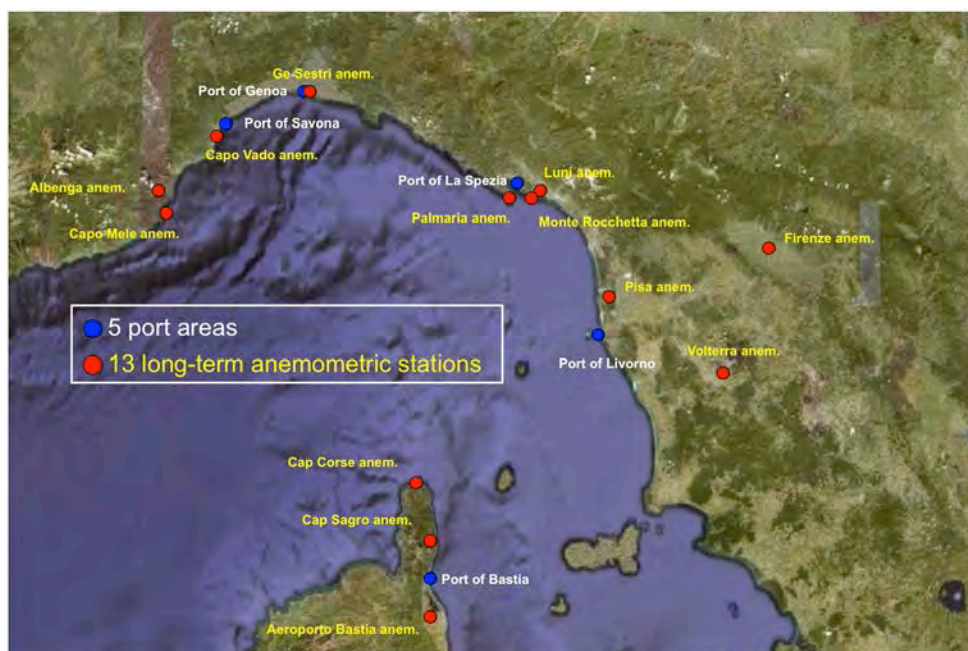 Ge Sestri anem.
Port of Genoa
Port of Savona
Capo Vado anem.
Albenga anem.
Capo Mele anem.
Port of La Spezia
Luni anem.
Palmaria anem.
Monte Rocchetta anem.
Firenze anem.
Pisa anem.
5 port areas
13 long-term anemometric stations
Port of Livorno
Volterra anem.
Cap Corse anem.
Cap Sagro anem.
Port of Bastia
Aeroporto Bastia anem.